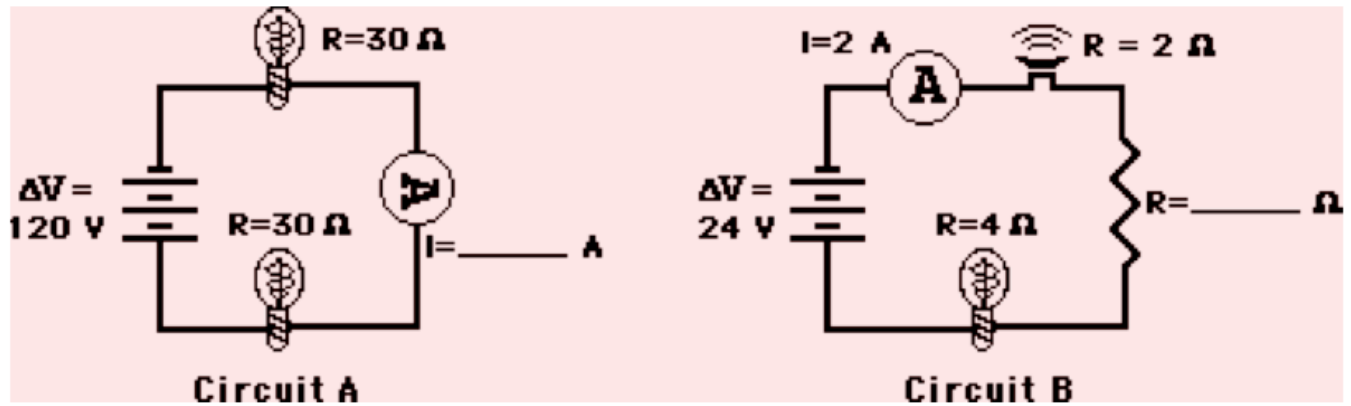 R=30 Ω
ΔV =
120 V
R=30 Ω
A
I=______ A
Circuit A
I=2 A
A
R = 2 Ω
ΔV =
24 V
R=4 Ω
R=______ Ω
Circuit B